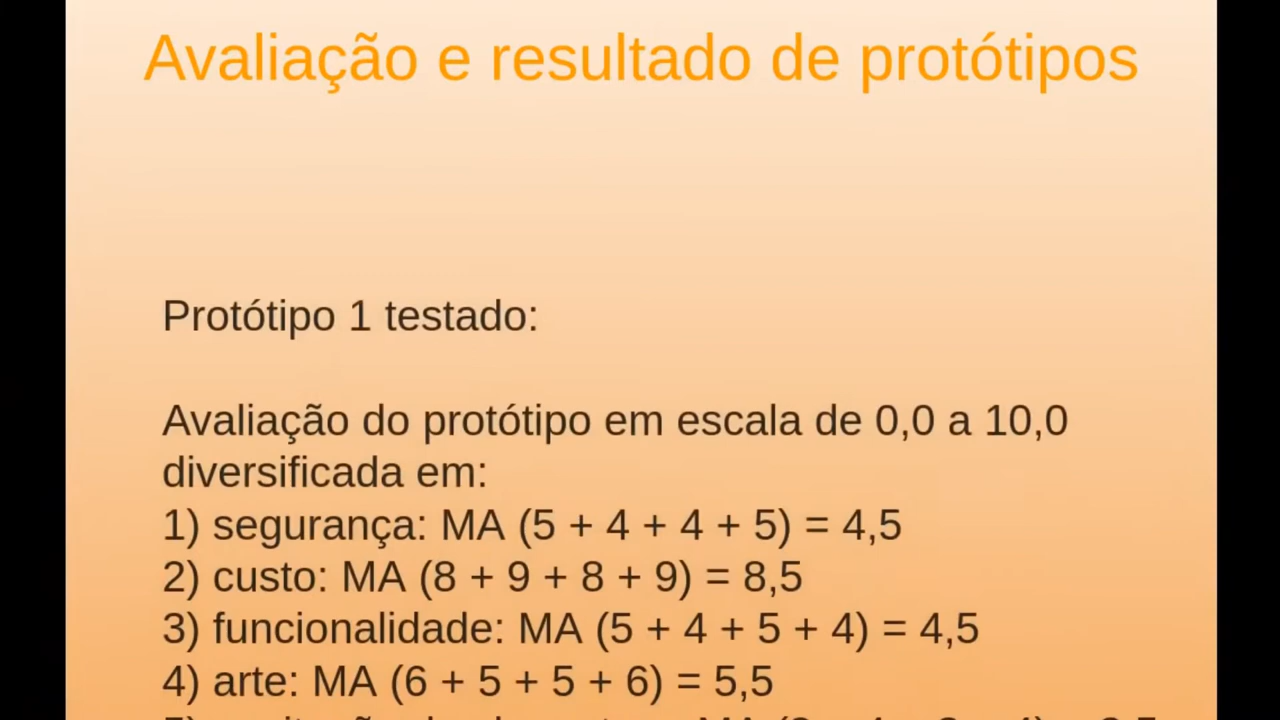 Avaliação e resultado de protótipos
Protótipo 1 testado:
Avaliação do protótipo em escala de 0,0 a 10,0
diversificada em:
1) segurança: MA (5 + 4 + 4 + 5) = 4,5
2) custo: MA (8 + 9 + 8 + 9) = 8,5
3) funcionalidade: MA (5 + 4 + 5 + 4) = 4,5
4) arte: MA (6 + 5 + 5 + 6) = 5,5